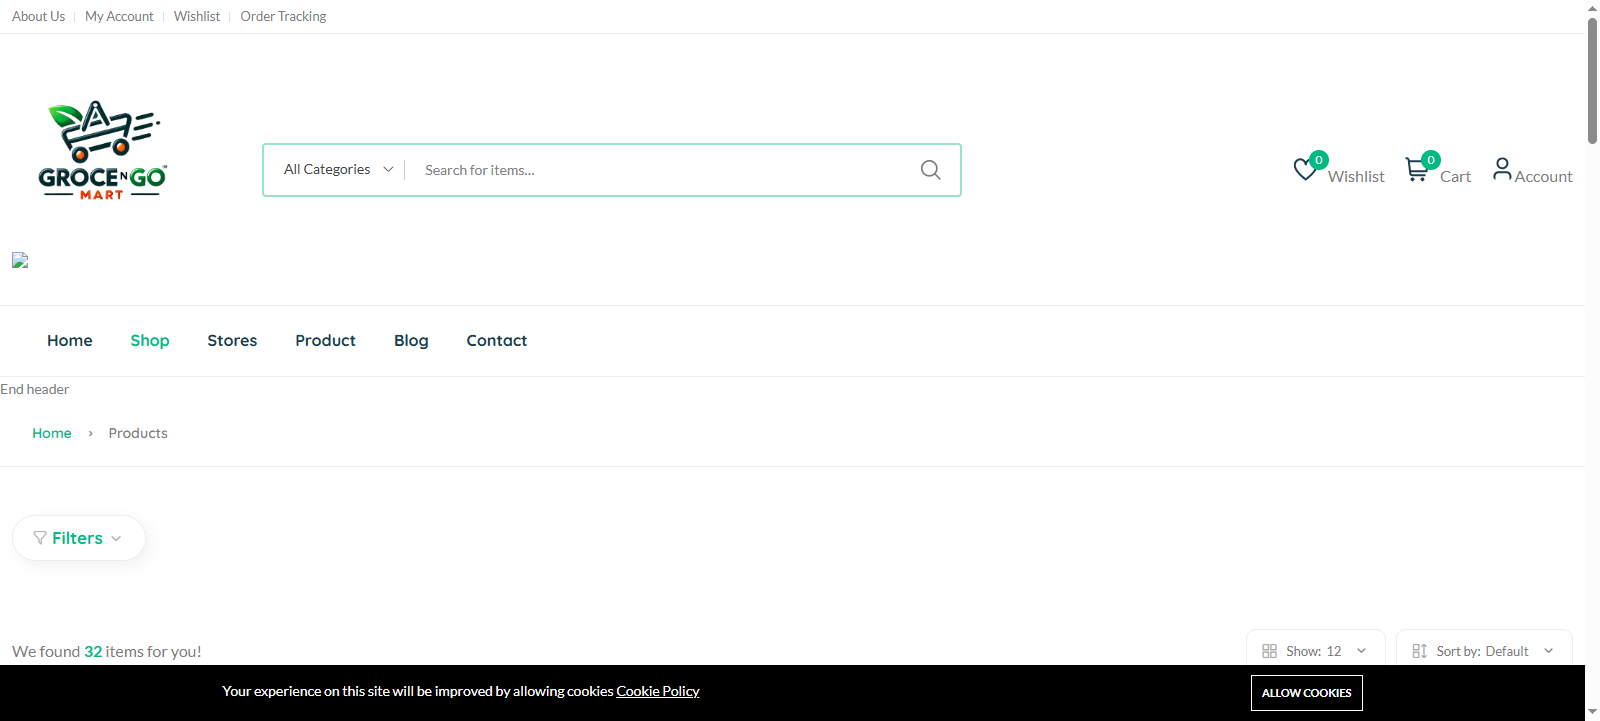 About Us My Account Wishlist Order Tracking
GROCE N GO ™
MART
All Categories Search for items...
0 Wishlist 0 Cart Account
Home Shop Stores Product Blog Contact
End header
Home › Products
Filters
We found 32 items for you!
Show: 12 Sort by: Default
Your experience on this site will be improved by allowing cookies Cookie Policy ALLOW COOKIES